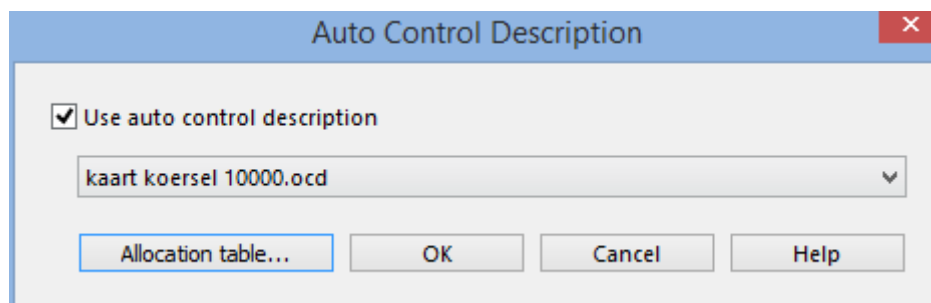 Auto Control Description
Use auto control description
kaart koersel 10000.ocd
Allocation table...
OK
Cancel
Help